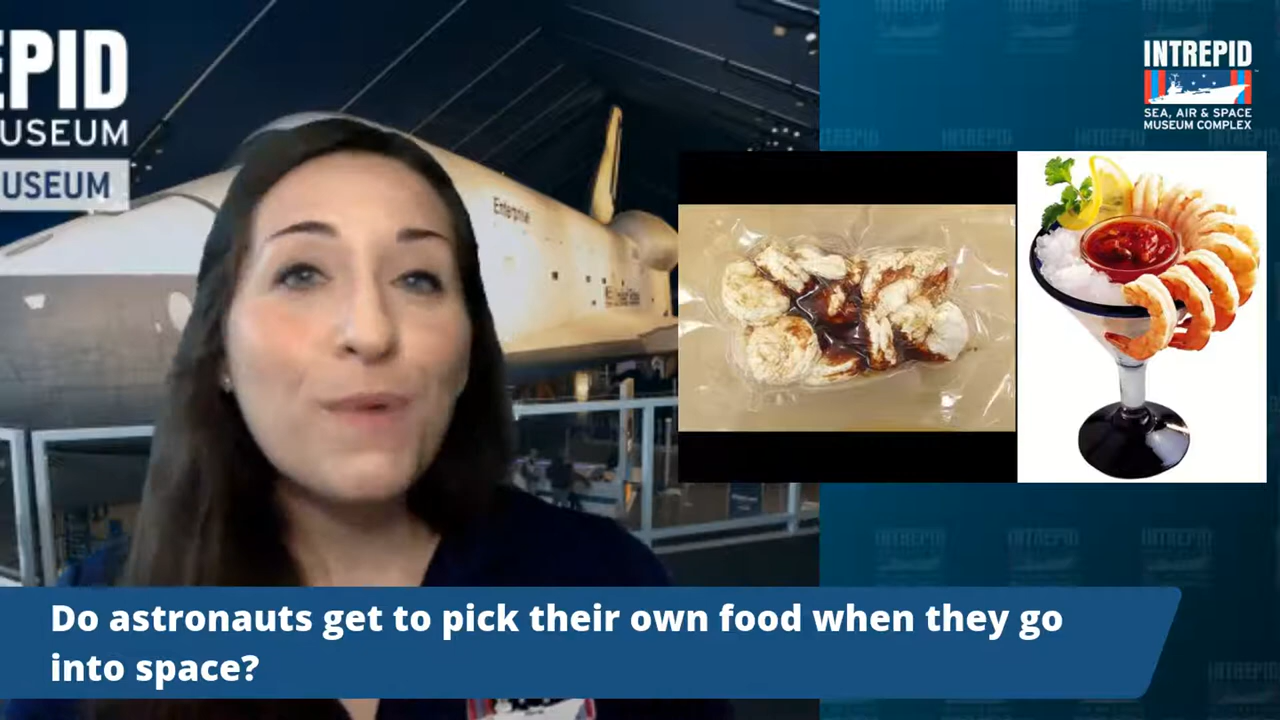 EPID
USEUM
USEUM
Enterprise
INTREPID
SEA, AIR & SPACE
MUSEUM COMPLEX
Do astronauts get to pick their own food when they go
into space?